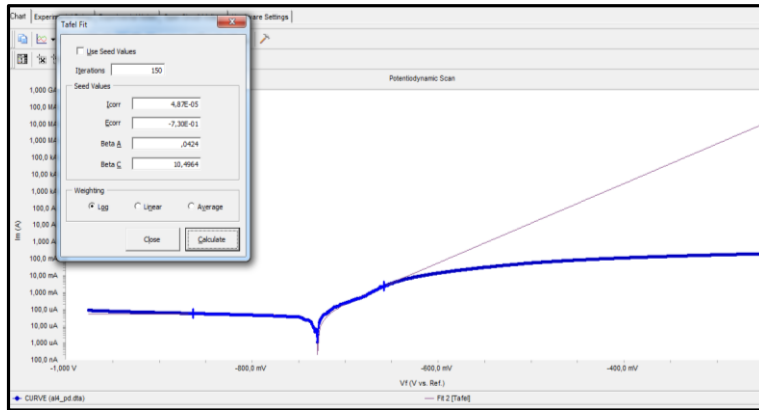 Chart Experi ware Settings
Tafel Fit
Use Seed Values
Iterations 150
Seed Values
Icorr 4,87E-05
Ecorr -7,30E-01
Beta A ,0424
Beta C 10,4964
Weighting
Log Linear Average
Close Calculate
Potentiodynamic Scan
1,000 GA
100,0 MA
10,00 MA
1,000 MA
100,0 kA
10,00 kA
1,000 kA
100,0 A
10,00 A
1,000 A
100,0 mA
10,00 mA
1,000 mA
100,0 uA
10,00 uA
1,000 uA
100,0 nA
Im (A)
-1,000 V -800,0 mV -600,0 mV -400,0 mV
Vf (V vs. Ref.)
CURVE (al4_pd.dta) Fit 2 [Tafel]